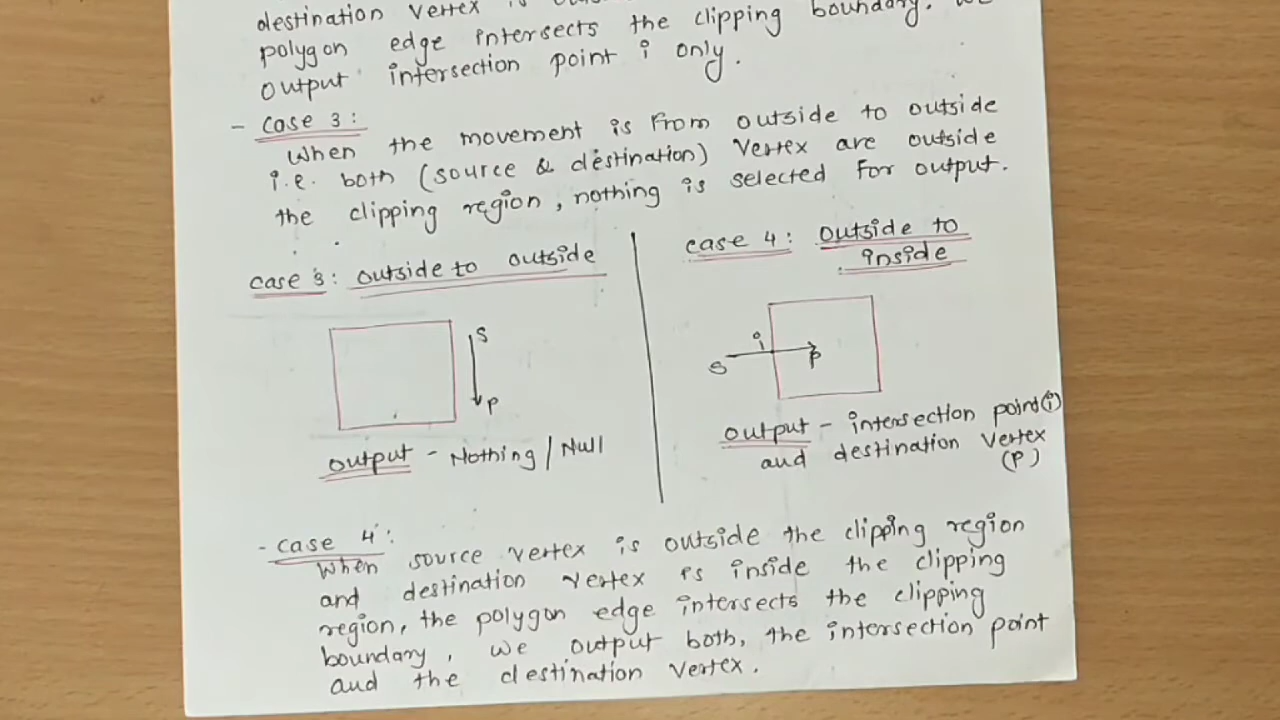 destination vertex is
polygon edge intersects the clipping boundary.
output intersection point i only.
- case 3:
When the movement is From outside to outside
i.e. both (source & destination) vertex are outside
the clipping region, nothing is selected for output.
case 3: outside to outside
S
P
output - Nothing / Null
case 4: outside to
inside
i
S
P
output - intersection point(i)
and destination vertex
(P)
- case 4:
When source vertex is outside the clipping region
and destination vertex is inside the clipping
region, the polygon edge intersects the clipping
boundary, we output both, the intersection point
and the destination vertex.